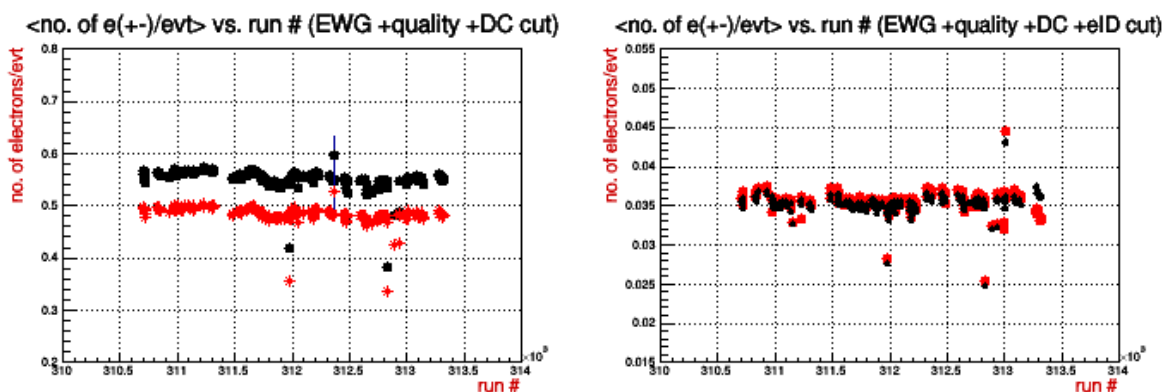 <no. of e(+-)/evt> vs. run # (EWG +quality +DC cut)
no. of electrons/evt
0.8
0.7
0.6
0.5
0.4
0.3
0.2
310 310.5 311 311.5 312 312.5 313 313.5 314
×10³
run #
<no. of e(+-)/evt> vs. run # (EWG +quality +DC +eID cut)
no. of electrons/evt
0.055
0.05
0.045
0.04
0.035
0.03
0.025
0.02
0.015
310 310.5 311 311.5 312 312.5 313 313.5 314
×10³
run #